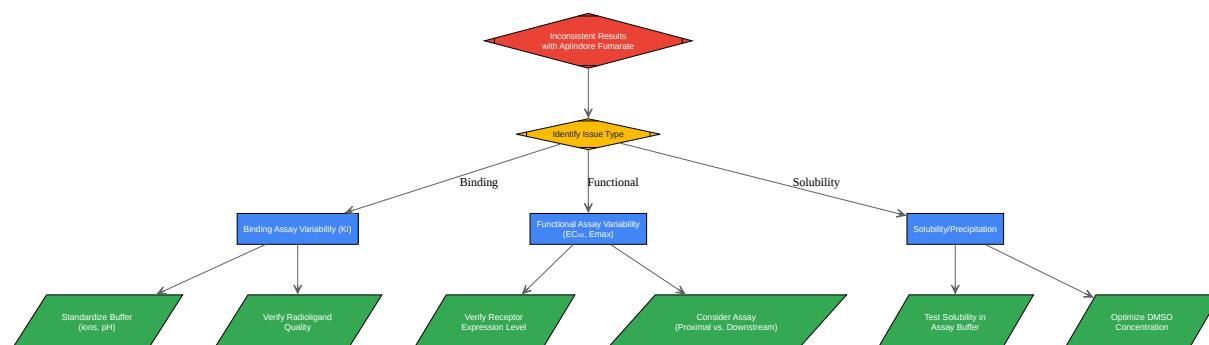 Inconsistent Results
with Aplindore Fumarate
Identify Issue Type
Binding
Functional
Solubility
Binding Assay Variability (Ki)
Functional Assay Variability
(EC₅₀, Emax)
Solubility/Precipitation
Standardize Buffer
(ions, pH)
Verify Radioligand
Quality
Verify Receptor
Expression Level
Consider Assay
(Proximal vs. Downstream)
Test Solubility in
Assay Buffer
Optimize DMSO
Concentration